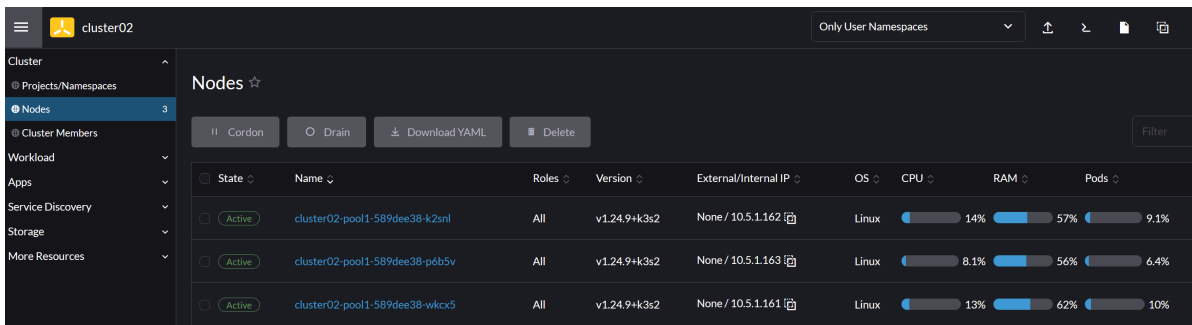 cluster02
Only User Namespaces
Cluster
Projects/Namespaces
Nodes 3
Cluster Members
Workload
Apps
Service Discovery
Storage
More Resources
Nodes
Cordon Drain Download YAML Delete Filter
State Name Roles Version External/Internal IP OS CPU RAM Pods
Active cluster02-pool1-589dee38-k2snl All v1.24.9+k3s2 None / 10.5.1.162 Linux 14% 57% 9.1%
Active cluster02-pool1-589dee38-p6b5v All v1.24.9+k3s2 None / 10.5.1.163 Linux 8.1% 56% 6.4%
Active cluster02-pool1-589dee38-wkcx5 All v1.24.9+k3s2 None / 10.5.1.161 Linux 13% 62% 10%